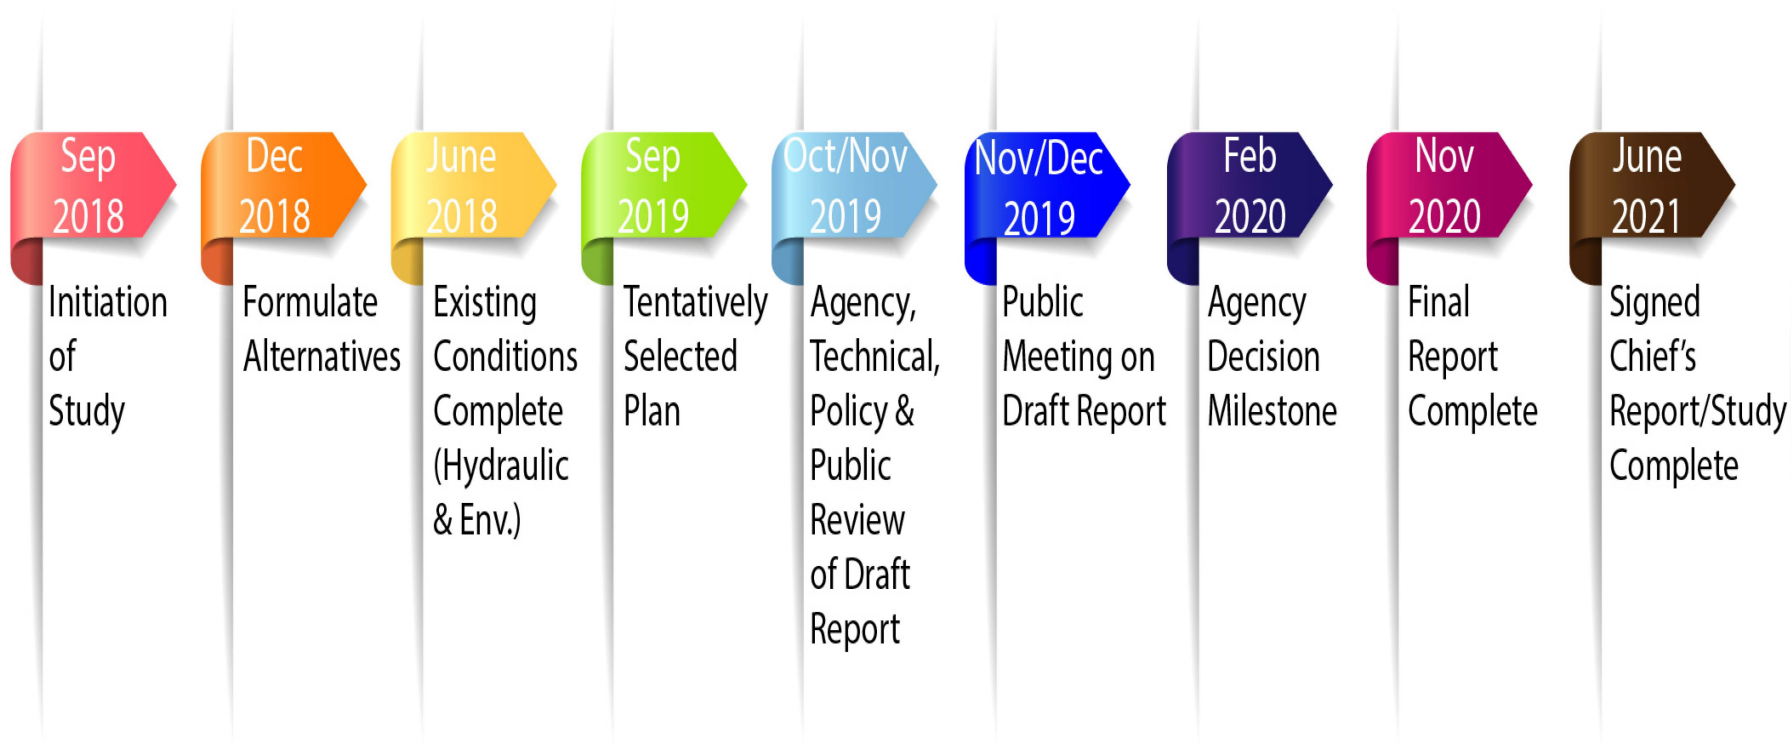 Sep
2018
Initiation
of
Study
Dec
2018
Formulate
Alternatives
June
2018
Existing
Conditions
Complete
(Hydraulic
& Env.)
Sep
2019
Tentatively
Selected
Plan
Oct/Nov
2019
Agency,
Technical,
Policy &
Public
Review
of Draft
Report
Nov/Dec
2019
Public
Meeting on
Draft Report
Feb
2020
Agency
Decision
Milestone
Nov
2020
Final
Report
Complete
June
2021
Signed
Chief's
Report/Study
Complete